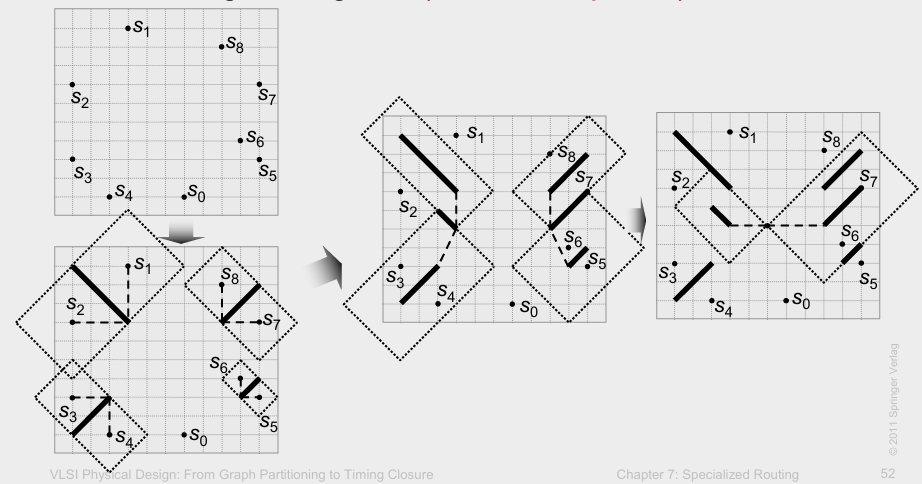 s1
s8
s2
s7
s6
s3
s5
s4
s0
s1
s8
s2
s7
s6
s3
s4
s0
s5
s1
s8
s7
s2
s6
s5
s3
s4
s0
s1
s8
s2
s7
s6
s3
s5
s4
s0
© 2011 Springer Verlag
VLSI Physical Design: From Graph Partitioning to Timing Closure
Chapter 7: Specialized Routing
52